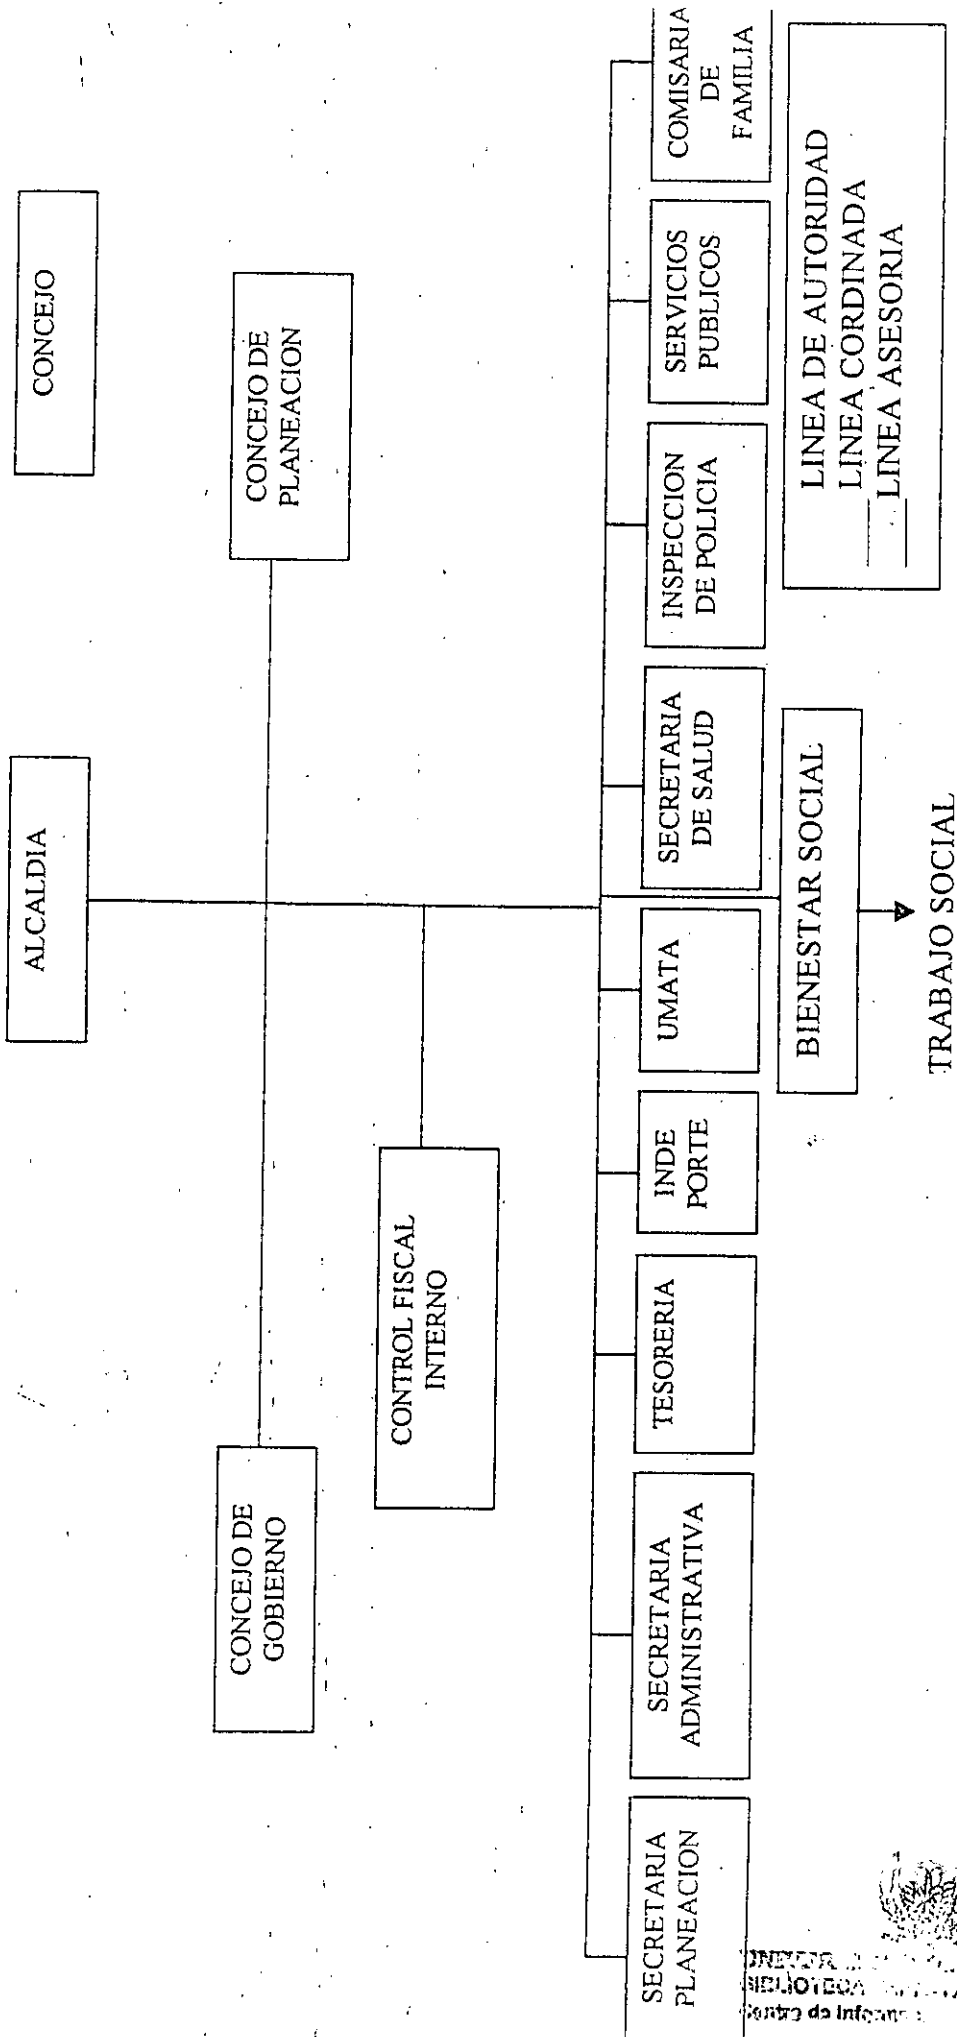 ALCALDIA
CONCEJO
CONCEJO DE
GOBIERNO
CONCEJO DE
PLANEACION
CONTROL FISCAL
INTERNO
SECRETARIA
PLANEACION
SECRETARIA
ADMINISTRATIVA
TESORERIA
INDE
PORTE
UMATA
SECRETARIA
DE SALUD
INSPECCION
DE POLICIA
SERVICIOS
PUBLICOS
COMISARIA
DE
FAMILIA
BIENESTAR SOCIAL
TRABAJO SOCIAL
LINEA DE AUTORIDAD
LINEA CORDINADA
LINEA ASESORIA
BIBLIOTECA